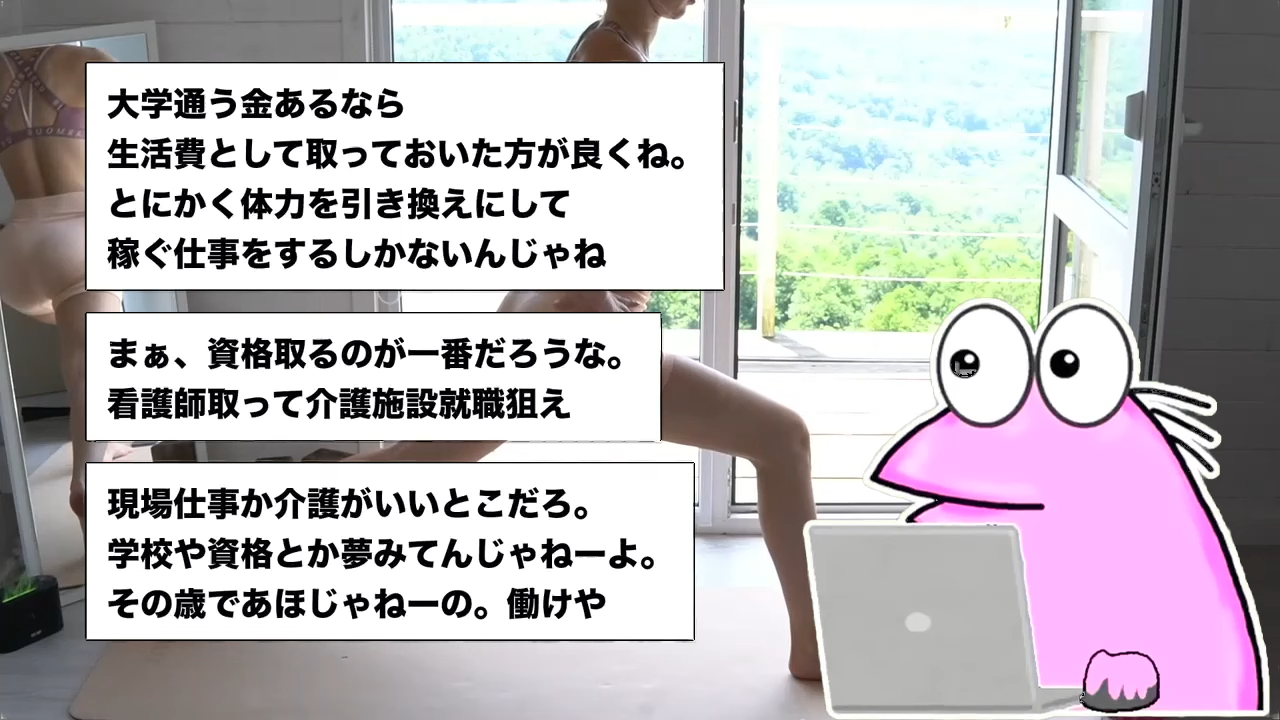 大学通う金あるなら
生活費として取っておいた方が良くね。
とにかく体力を引き換えにして
稼ぐ仕事をするしかないんじゃね
まぁ、資格取るのが一番だろうな。
看護師取って介護施設就職狙え
現場仕事か介護がいいとこだろ。
学校や資格とか夢みてんじゃねーよ。
その歳であほじゃねーの。働けや